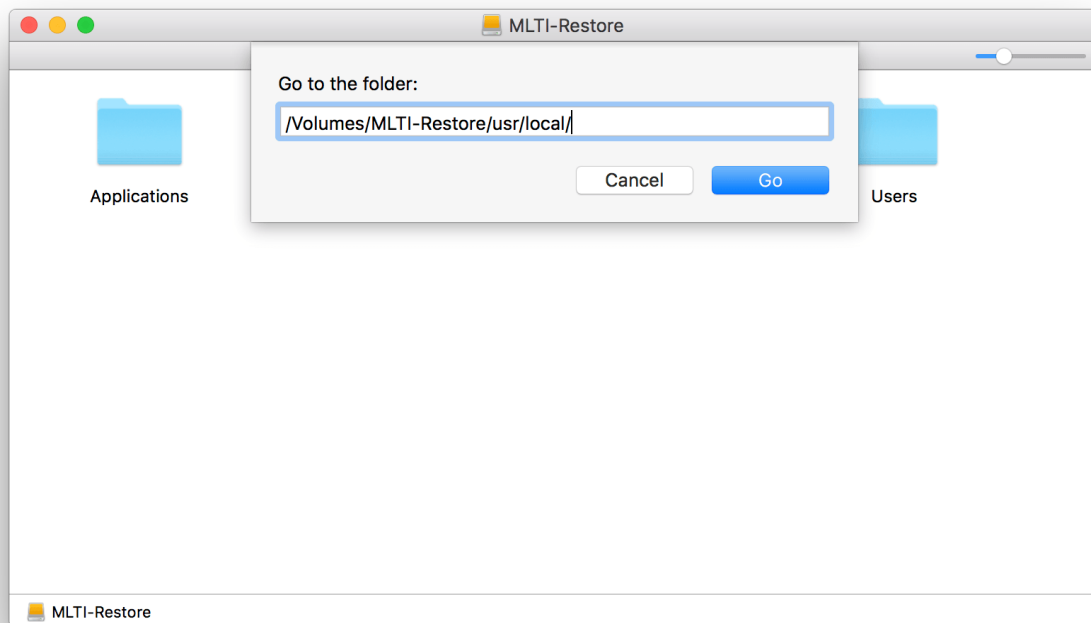 MLTI-Restore
Go to the folder:
/Volumes/MLTI-Restore/usr/local/
Cancel
Go
Applications
Users
MLTI-Restore